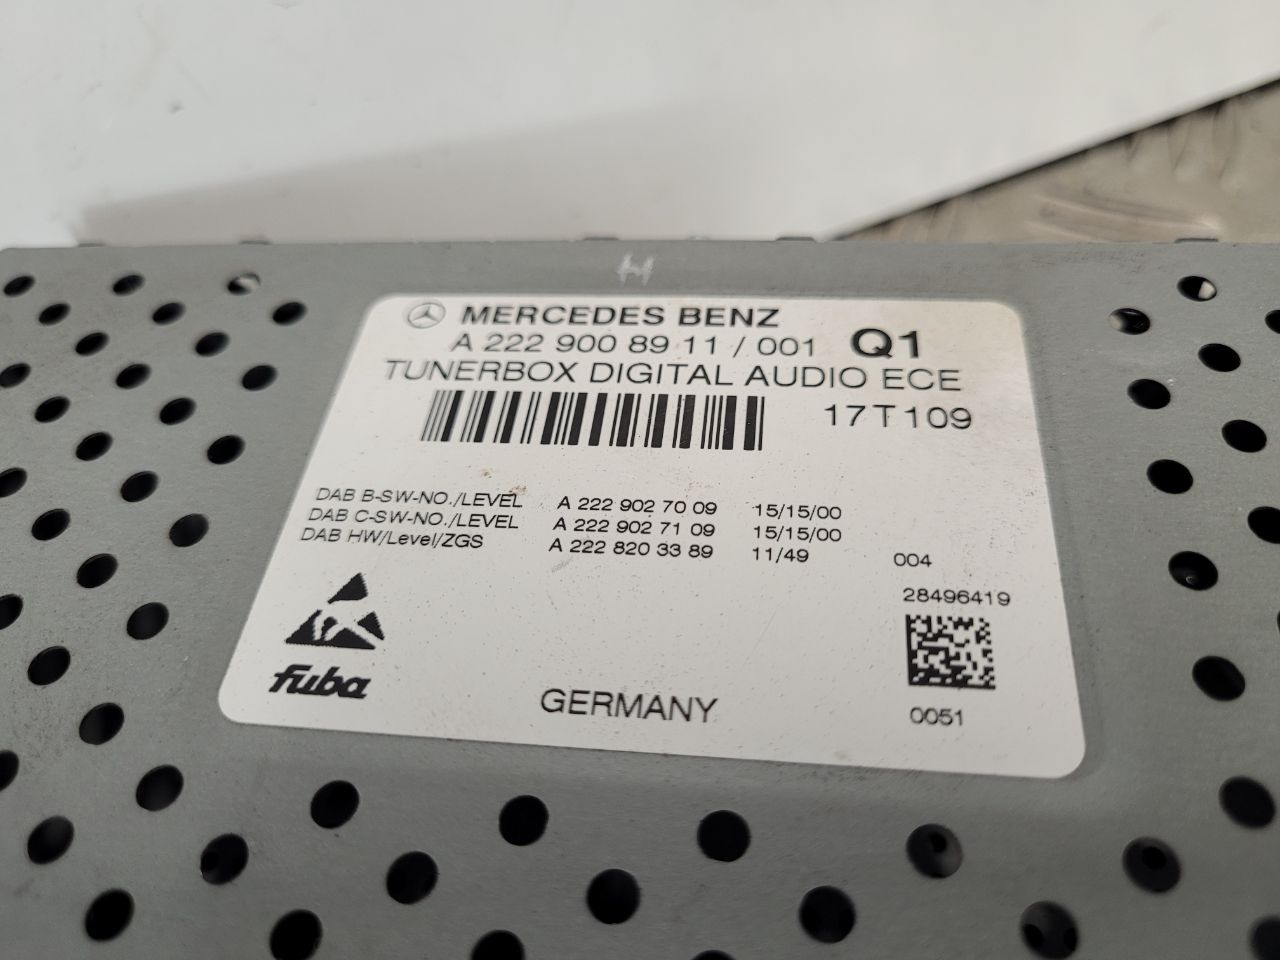 H
MERCEDES BENZ
A 222 900 89 11 / 001 Q1
TUNERBOX DIGITAL AUDIO ECE
17T109
DAB B-SW-NO./LEVEL A 222 902 70 09 15/15/00
DAB C-SW-NO./LEVEL A 222 902 71 09 15/15/00
DAB HW/Level/ZGS A 222 820 33 89 11/49
004
28496419
fuba
GERMANY
0051